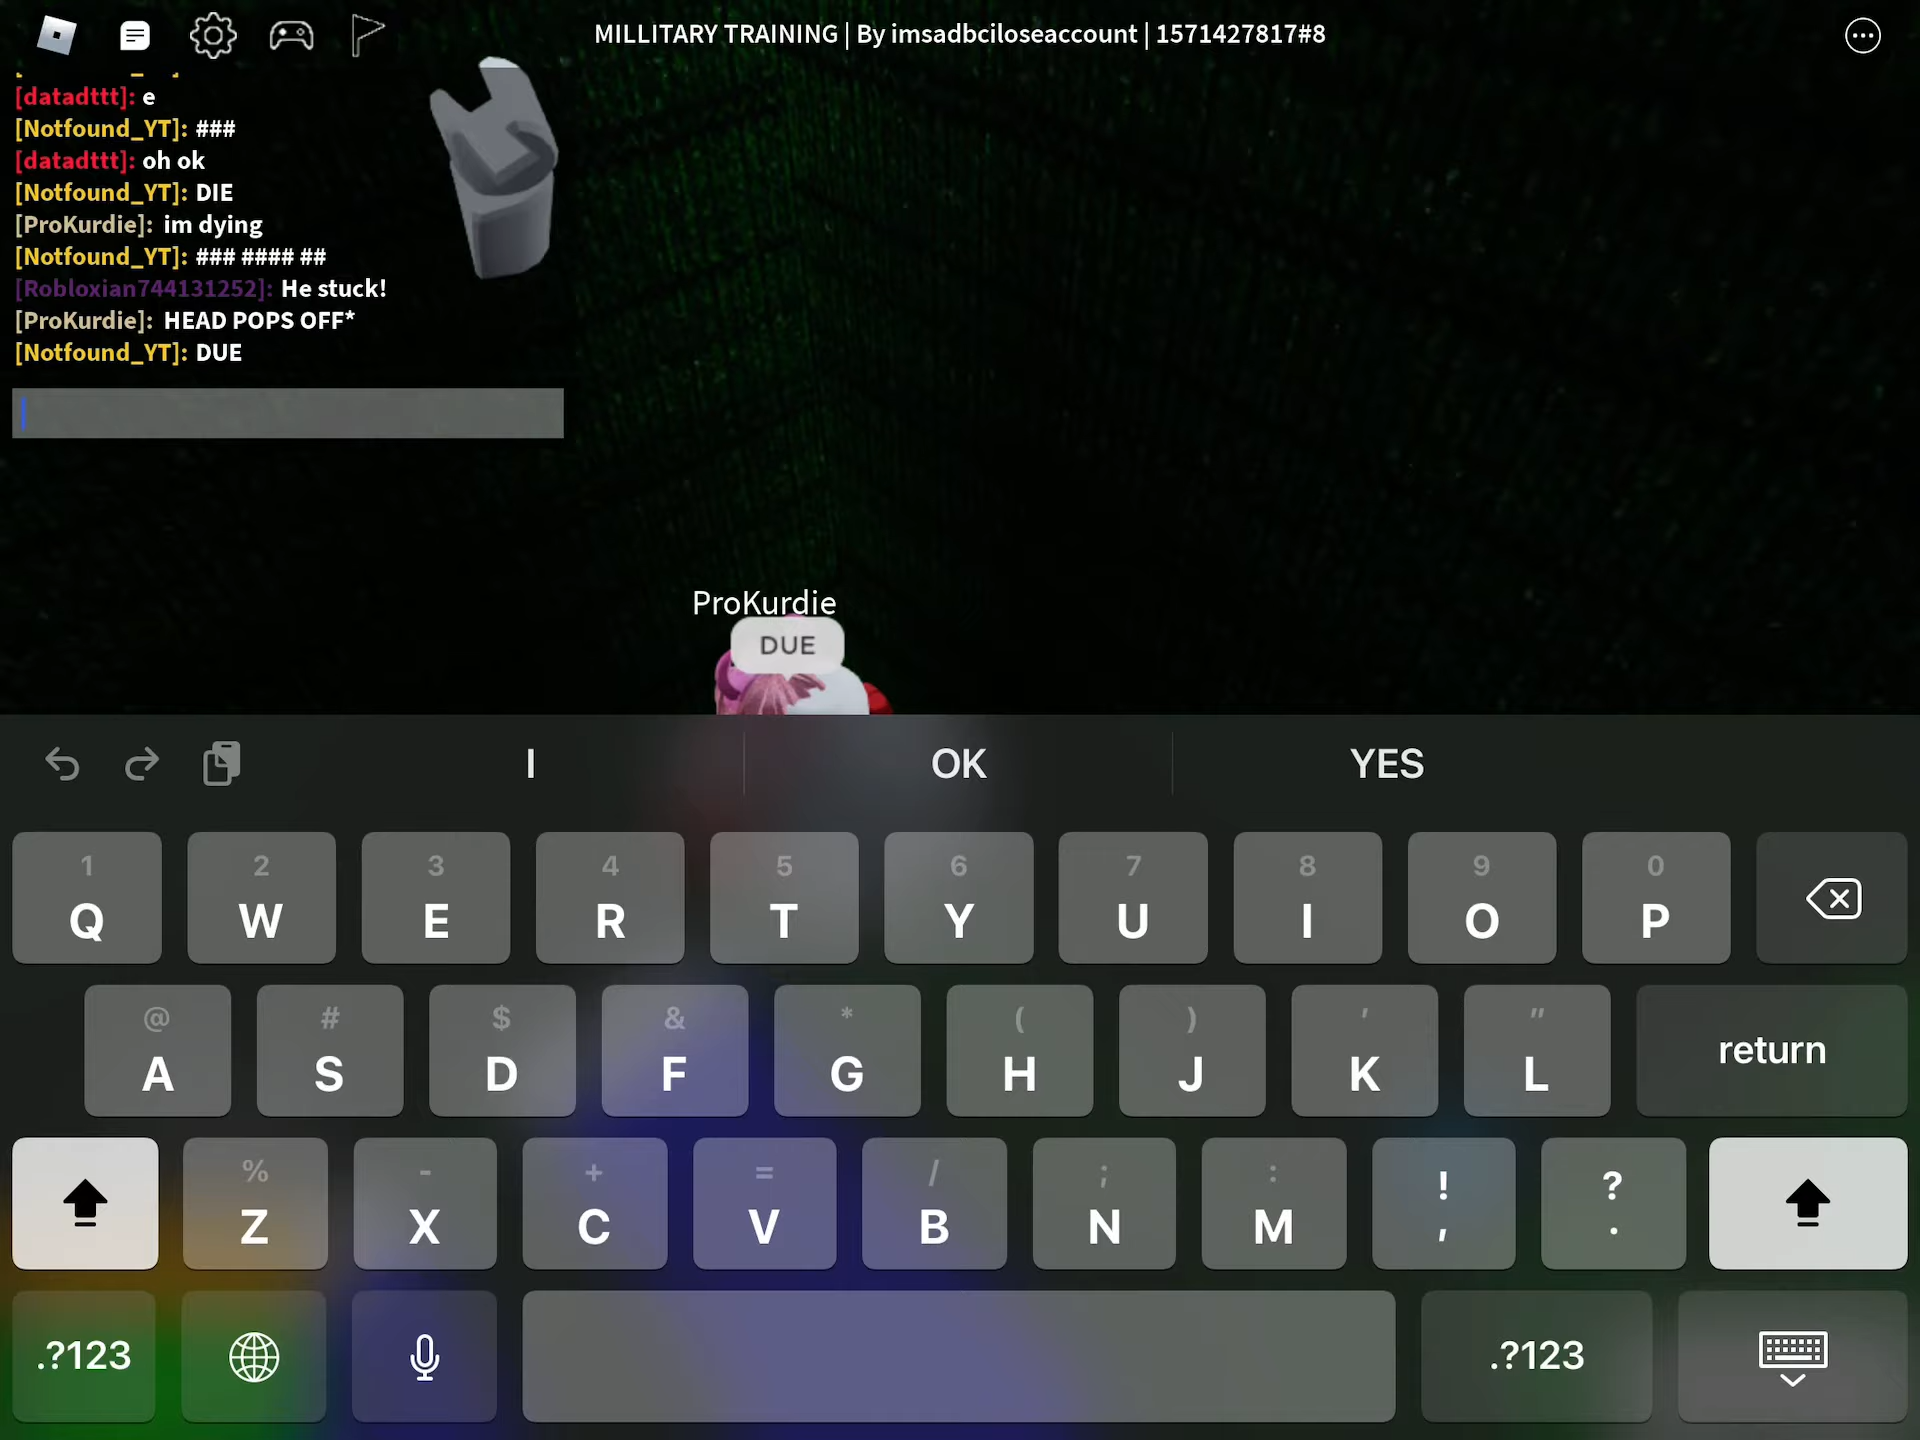 MILLITARY TRAINING | By imsadbciloseaccount | 1571427817#8
[datadttt]: e
[Notfound_YT]: ###
[datadttt]: oh ok
[Notfound_YT]: DIE
[ProKurdie]: im dying
[Notfound_YT]: ### #### ##
[Robloxian744131252]: He stuck!
[ProKurdie]: HEAD POPS OFF*
[Notfound_YT]: DUE
ProKurdie
DUE
I OK YES
1 2 3 4 5 6 7 8 9 0
Q W E R T Y U I O P
@ # $ & * ( ) ' "
A S D F G H J K L return
% - + = / ; : ! ?
Z X C V B N M , .
.?123 .?123